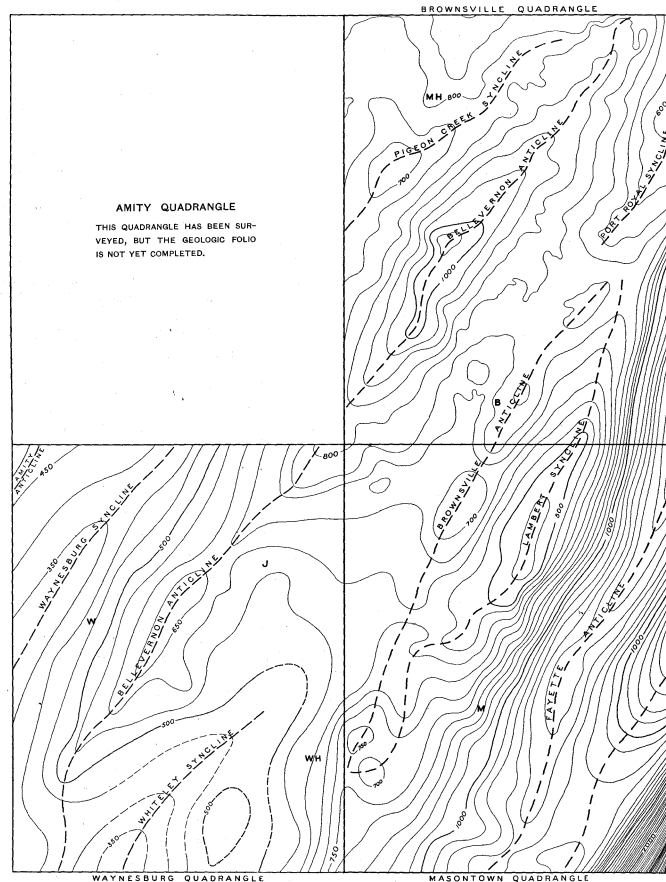 BROWNSVILLE QUADRANGLE
MH
800
PIGEON CREEK SYNCLINE
700
BELLEVERNON ANTICLINE
1000
600
PORT ROYAL SYNCLINE
AMITY QUADRANGLE
THIS QUADRANGLE HAS BEEN SUR-
VEYED, BUT THE GEOLOGIC FOLIO
IS NOT YET COMPLETED.
B
BROWNSVILLE ANTICLINE
700
LAMBERT SYNCLINE
500
1000
FAYETTE ANTICLINE
1000
M
1000
700
AMITY
ANTICLINE
450
800
WAYNESBURG SYNCLINE
350
500
W
J
BELLEVERNON ANTICLINE
650
500
WH
WHITELEY SYNCLINE
500
350
750
WAYNESBURG QUADRANGLE
MASONTOWN QUADRANGLE